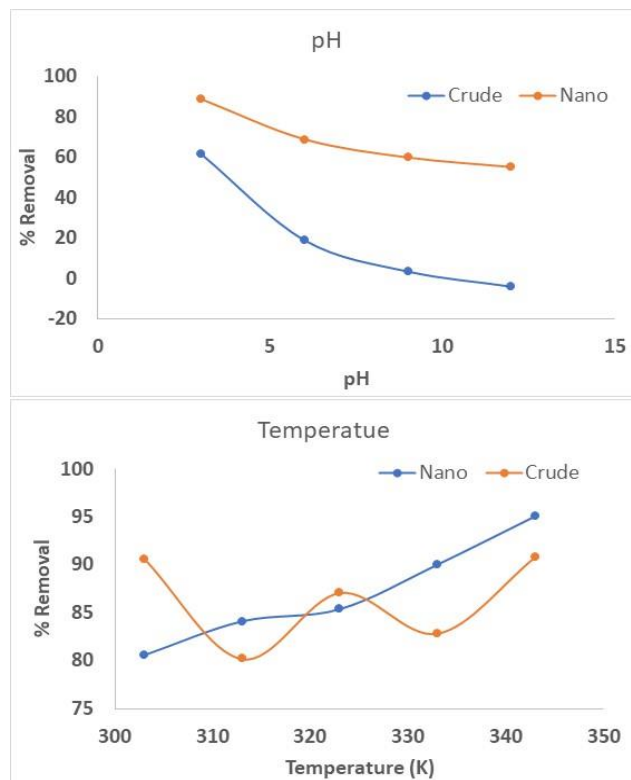 pH
100
Crude Nano
80
60
40
20
0
-20
% Removal
0 5 10 15
pH
Temperatue
100
Nano Crude
95
90
85
80
75
% Removal
300 310 320 330 340 350
Temperature (K)